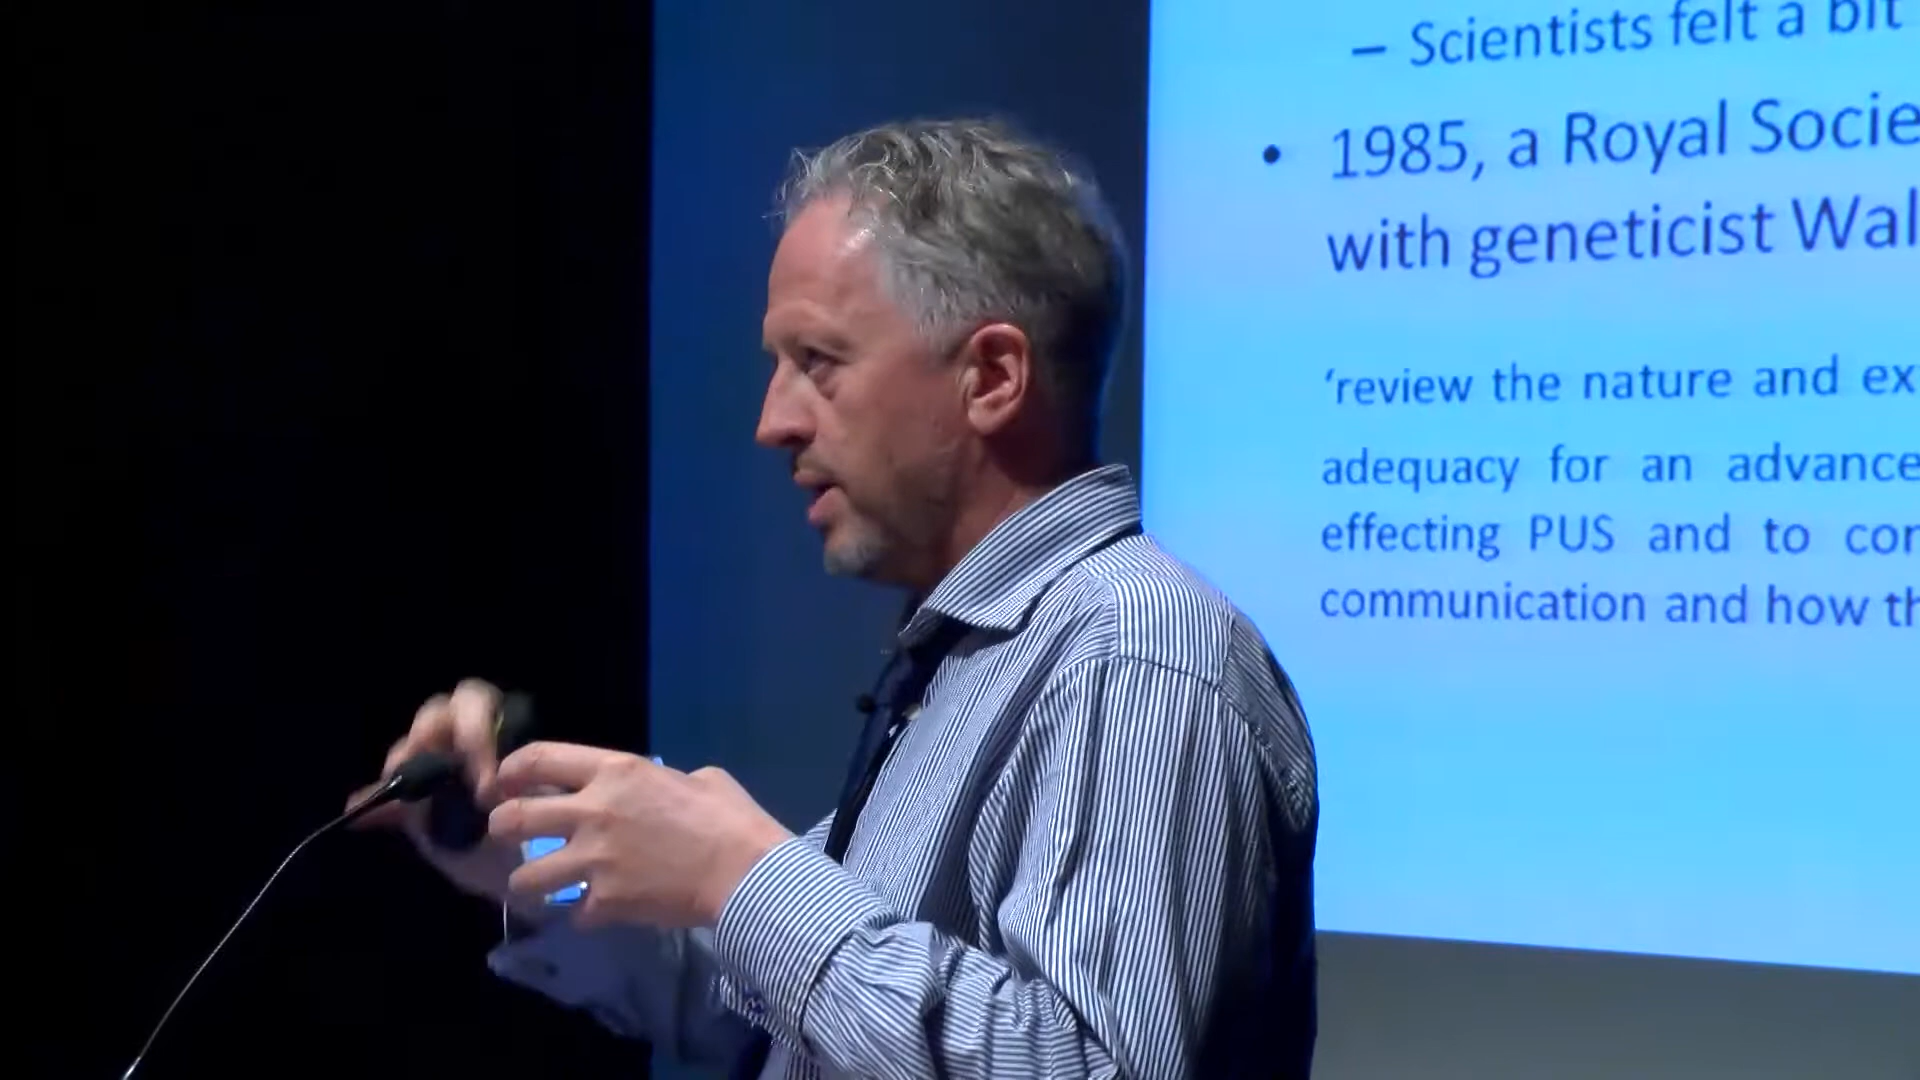 – Scientists felt a bit
• 1985, a Royal Socie
with geneticist Wal
‘review the nature and ex
adequacy for an advance
effecting PUS and to cor
communication and how th